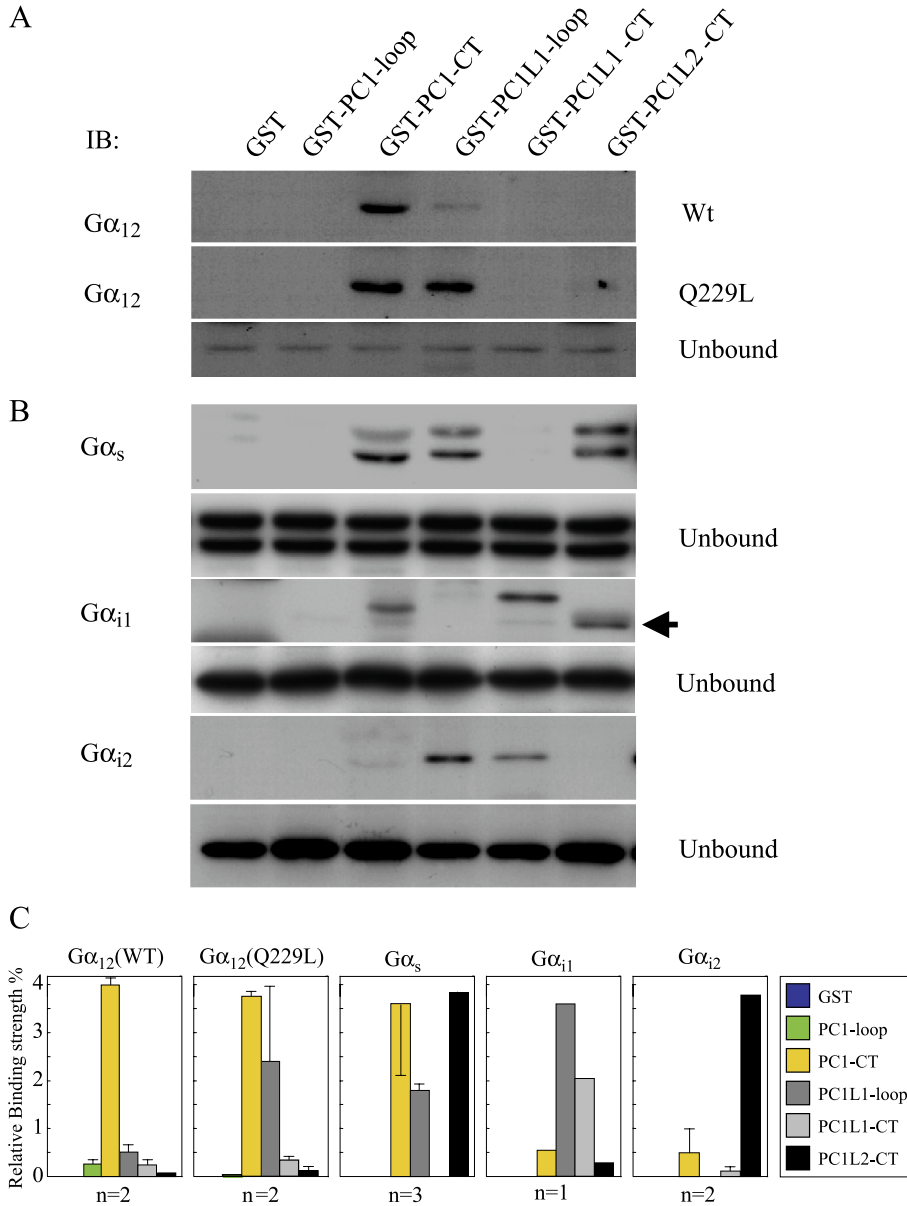 A
IB:
GST
GST-PC1-loop
GST-PC1-CT
GST-PC1L1-loop
GST-PC1L1-CT
GST-PC1L2-CT
Gα12
Wt
Gα12
Q229L
Unbound
B
Gαs
Unbound
Gαi1
Unbound
Gαi2
Unbound
C
Gα12(WT)
Gα12(Q229L)
Gαs
Gαi1
Gαi2
Relative Binding strength %
4
2
0
n=2
n=2
n=3
n=1
n=2
GST
PC1-loop
PC1-CT
PC1L1-loop
PC1L1-CT
PC1L2-CT